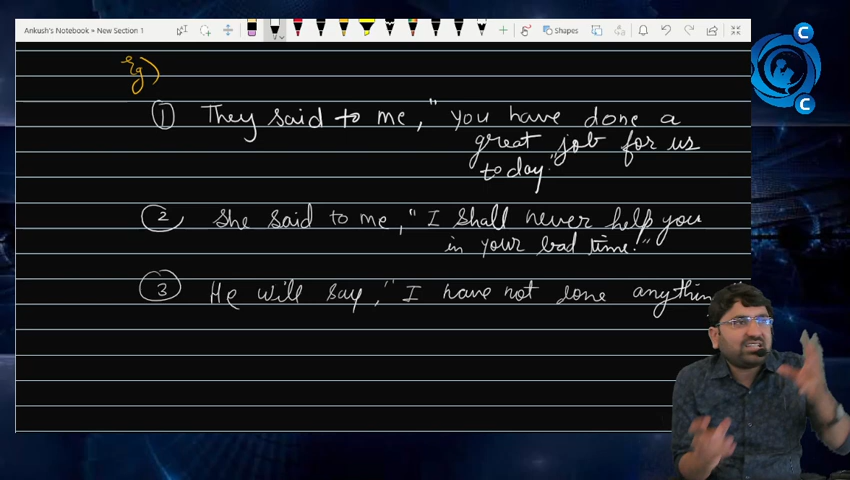 Ankush's Notebook > New Section 1
Shapes
C
C
Eg)
1 They said to me, "you have done a
great job for us
today."
2 She said to me, "I shall never help you
in your bad time."
3 He will say, "I have not done anythin